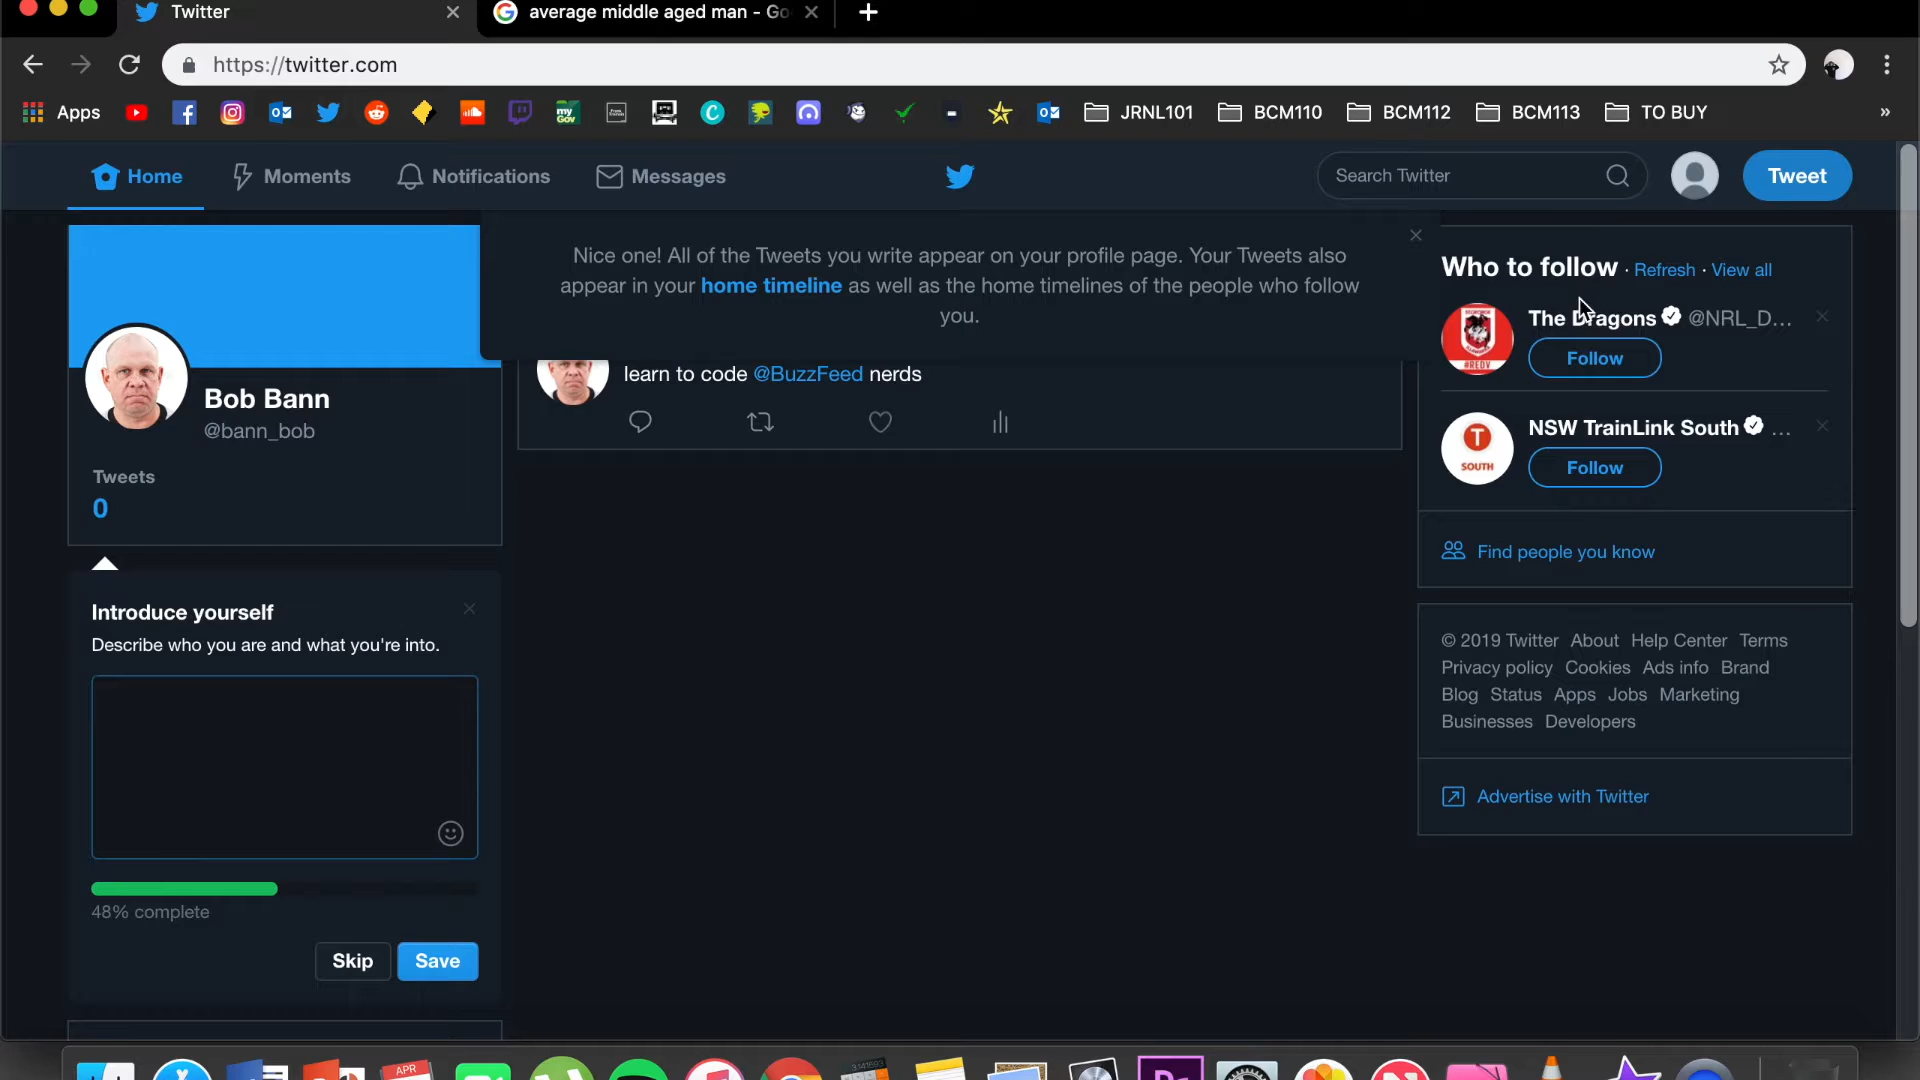 Twitter
average middle aged man - Go
https://twitter.com
Apps
myGov
JRNL101
BCM110
BCM112
BCM113
TO BUY
»
Home
Moments
Notifications
Messages
Search Twitter
Tweet
Nice one! All of the Tweets you write appear on your profile page. Your Tweets also
appear in your home timeline as well as the home timelines of the people who follow
you.
learn to code @BuzzFeed nerds
Bob Bann
@bann_bob
Tweets
0
Introduce yourself
Describe who you are and what you're into.
48% complete
Skip
Save
Who to follow · Refresh · View all
The Dragons @NRL_D...
#REDV
Follow
NSW TrainLink South ...
T
SOUTH
Follow
Find people you know
© 2019 Twitter About Help Center Terms
Privacy policy Cookies Ads info Brand
Blog Status Apps Jobs Marketing
Businesses Developers
Advertise with Twitter
APR